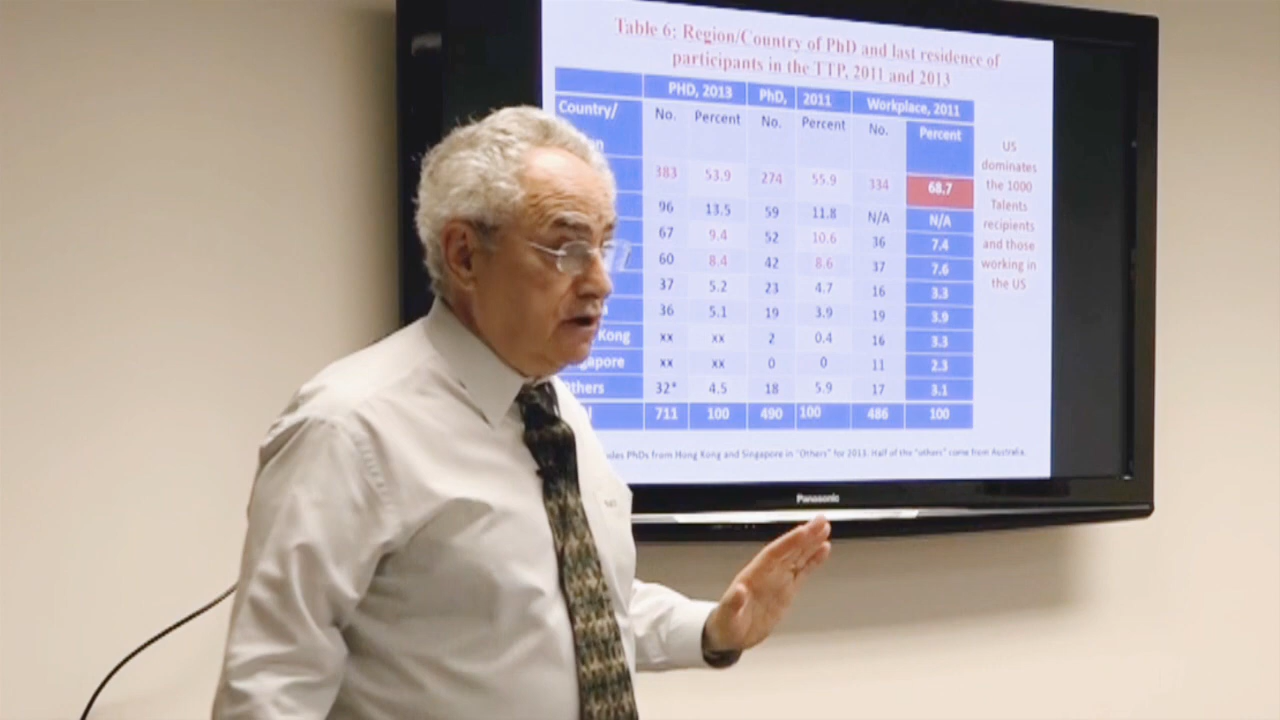 Table 6: Region/Country of PhD and last residence of
participants in the TTP, 2011 and 2013
PHD, 2013 PhD, 2011 Workplace, 2011
Country/ No. Percent No. Percent No. Percent
383 53.9 274 55.9 334 68.7
96 13.5 59 11.8 N/A N/A
67 9.4 52 10.6 36 7.4
60 8.4 42 8.6 37 7.6
37 5.2 23 4.7 16 3.3
36 5.1 19 3.9 19 3.9
Kong xx xx 2 0.4 16 3.3
gapore xx xx 0 0 11 2.3
thers 32* 4.5 18 5.9 17 3.1
711 100 490 100 486 100
US
dominates
the 1000
Talents
recipients
and those
working in
the US
des PhDs from Hong Kong and Singapore in "Others" for 2013. Half of the "others" come from Australia.
Panasonic